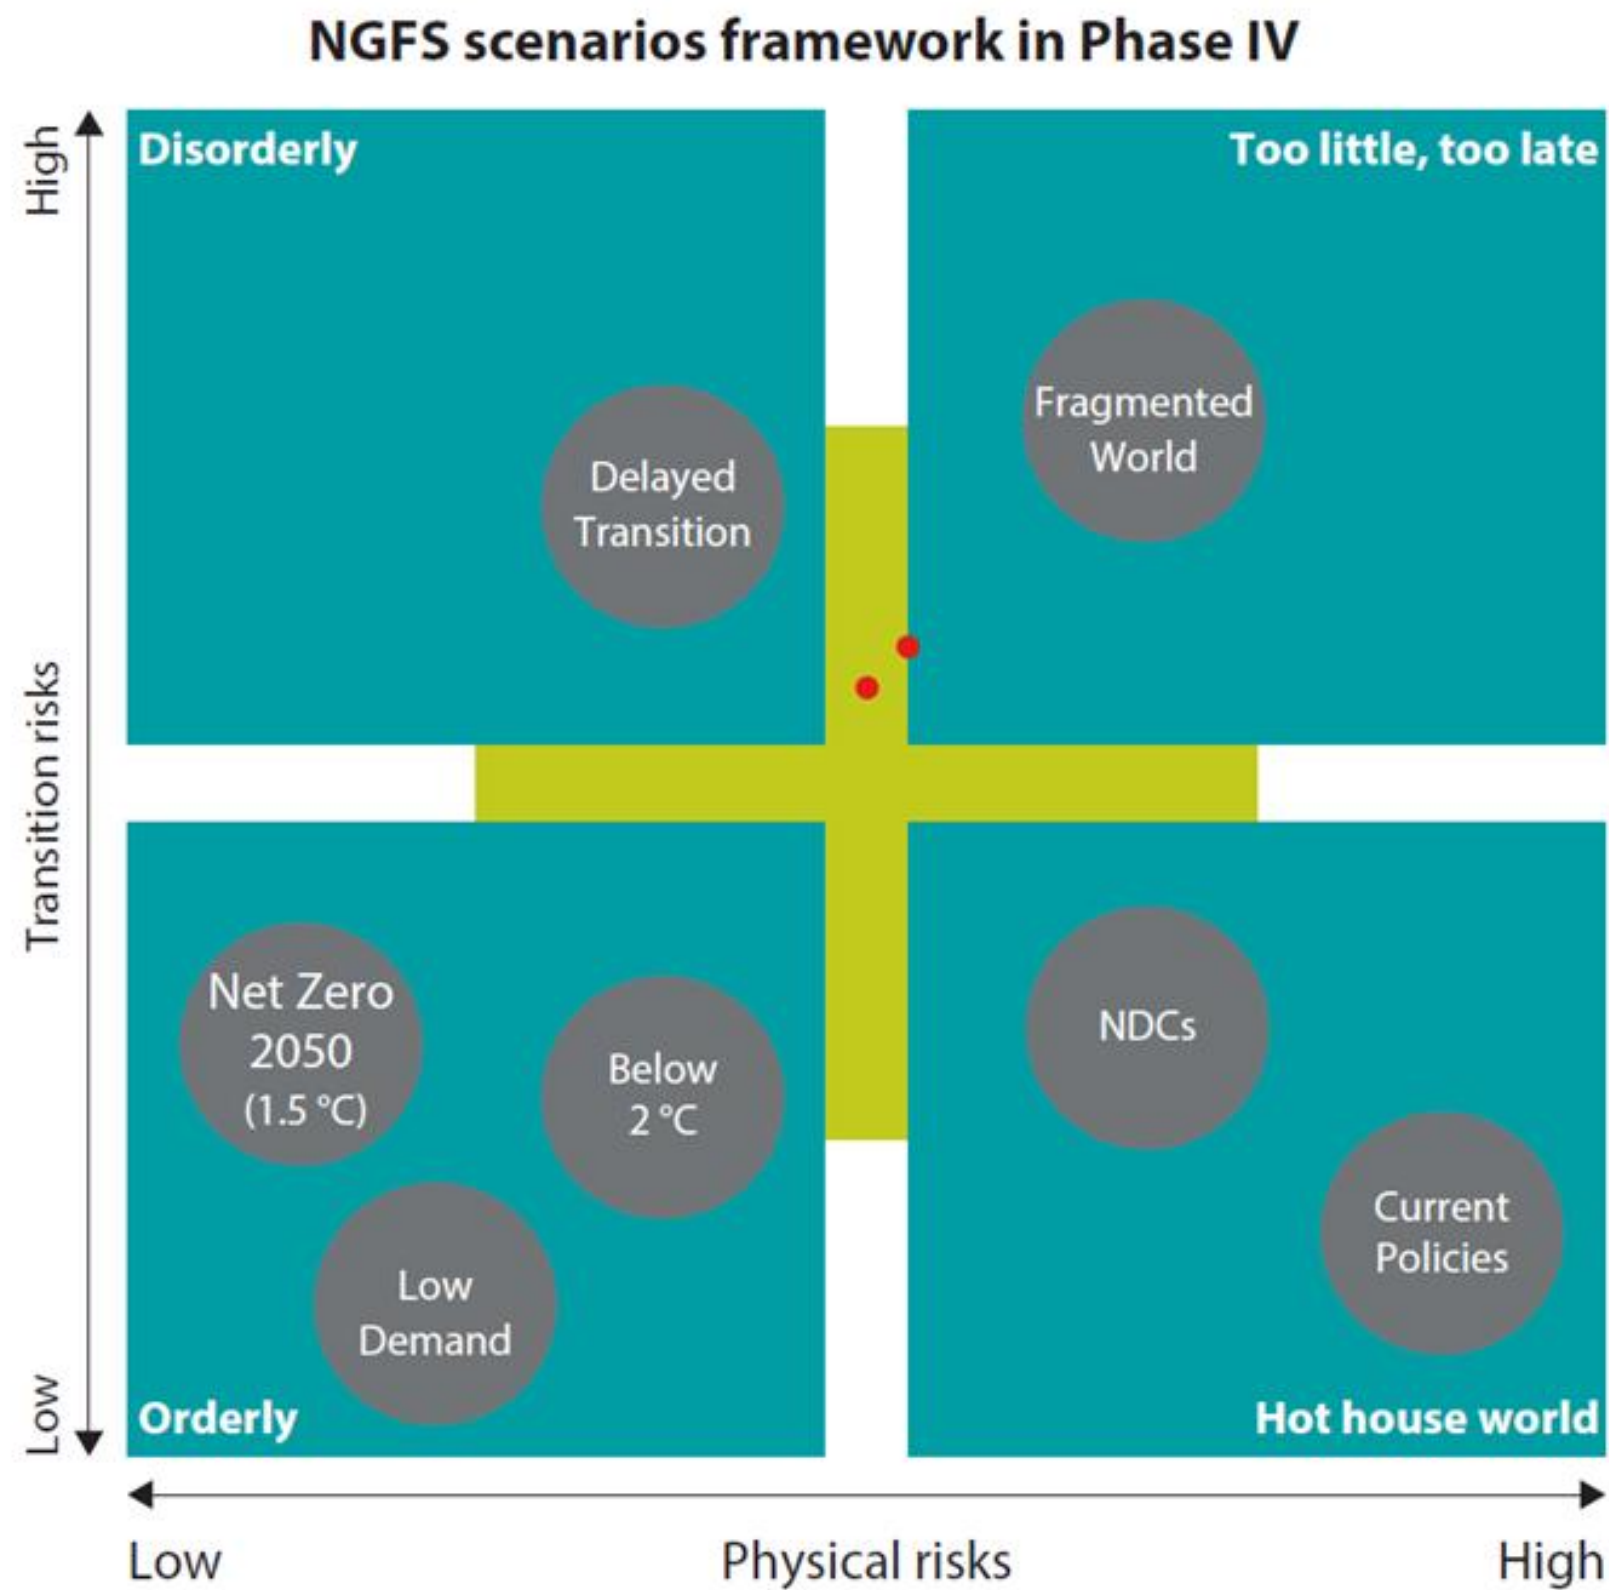 NGFS scenarios framework in Phase IV
High
Disorderly
Too little, too late
Fragmented
World
Delayed
Transition
Transition risks
Net Zero
2050
(1.5 °C)
Below
2 °C
NDCs
Current
Policies
Low
Demand
Low
Orderly
Hot house world
Low
Physical risks
High